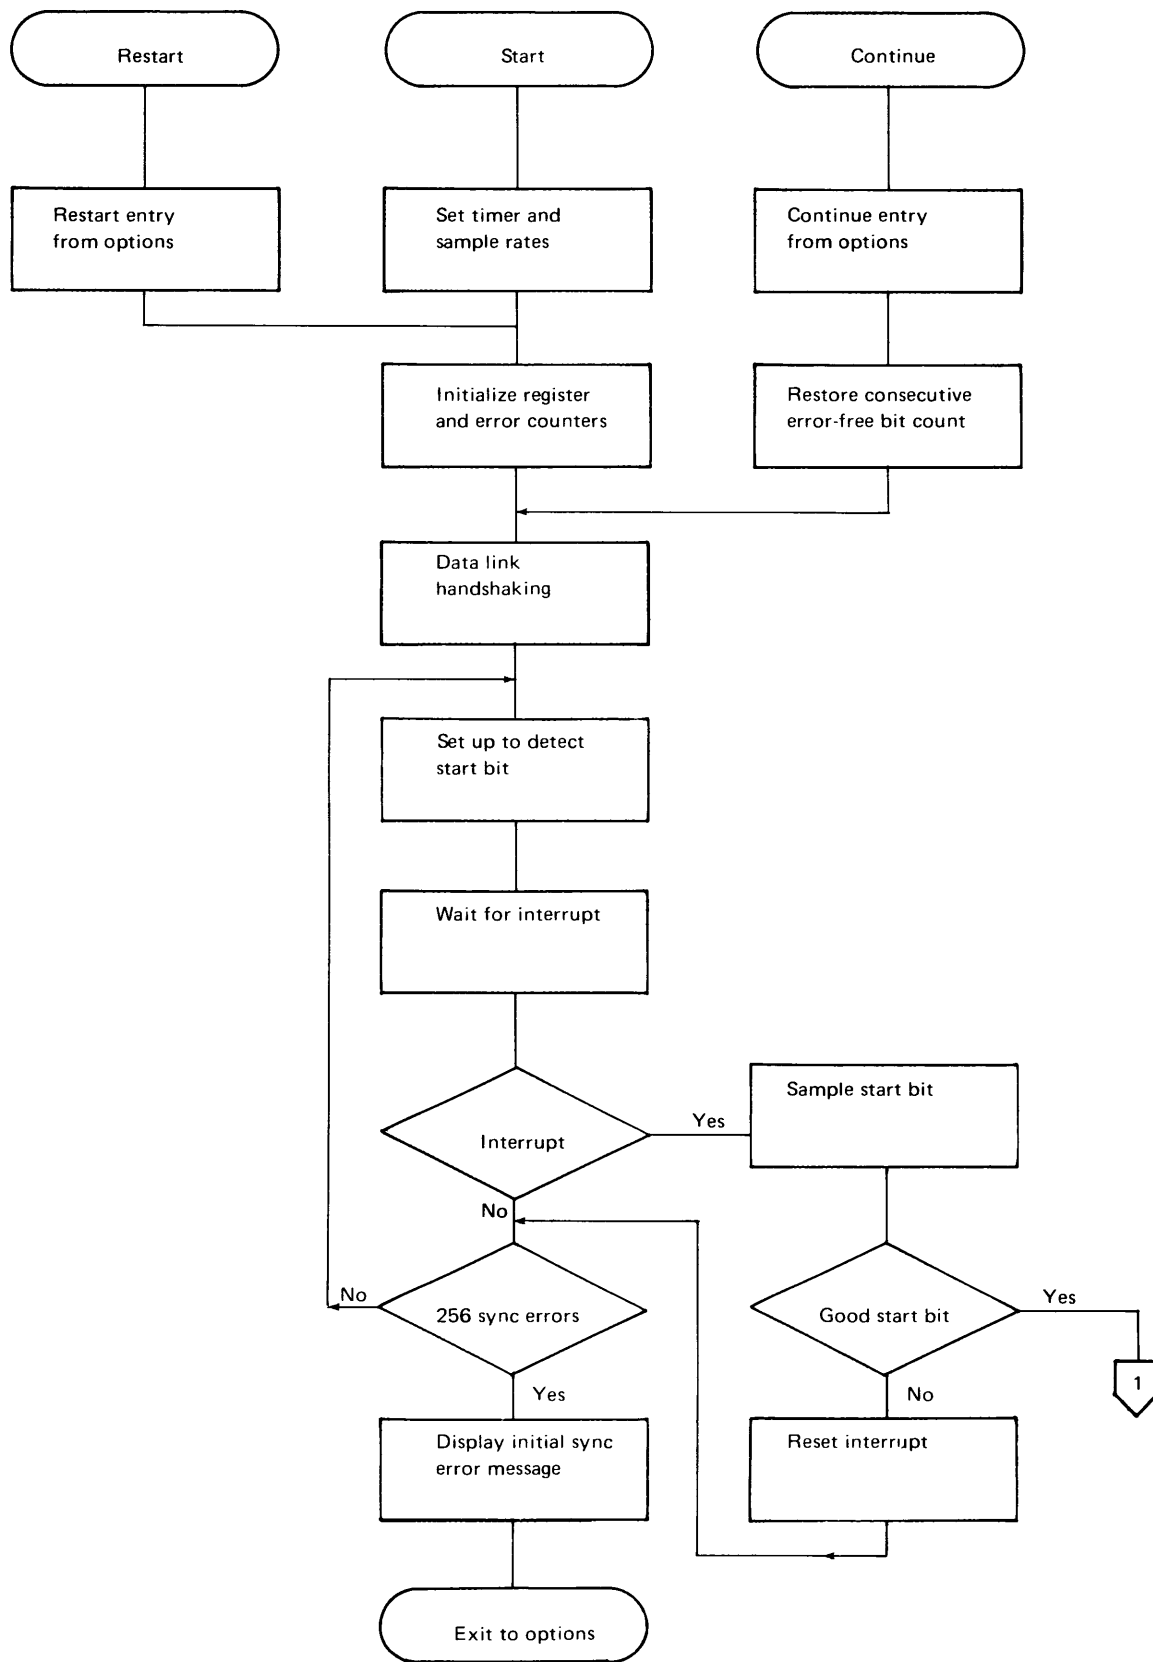 Restart
Start
Continue
Restart entry
from options
Set timer and
sample rates
Continue entry
from options
Initialize register
and error counters
Restore consecutive
error-free bit count
Data link
handshaking
Set up to detect
start bit
Wait for interrupt
Interrupt
Yes
Sample start bit
No
256 sync errors
No
Good start bit
Yes
1
Yes
No
Display initial sync
error message
Reset interrupt
Exit to options